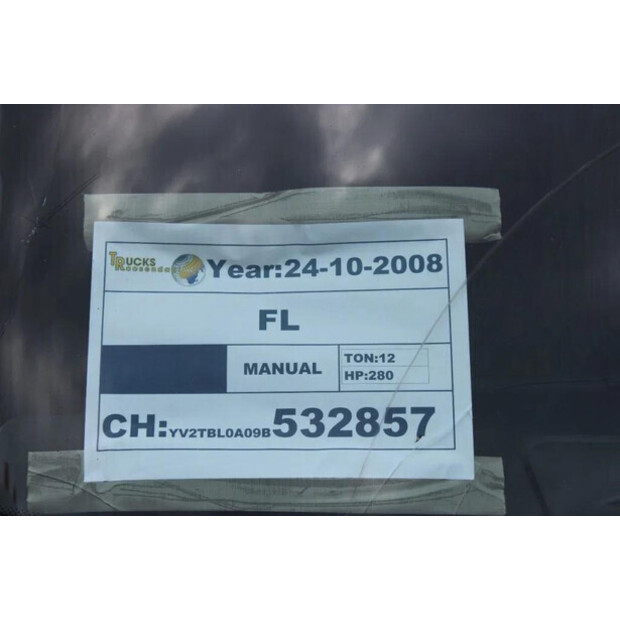 TRUCKS Roosendaal Year:24-10-2008
FL
MANUAL TON:12
HP:280
CH:YV2TBL0A09B532857